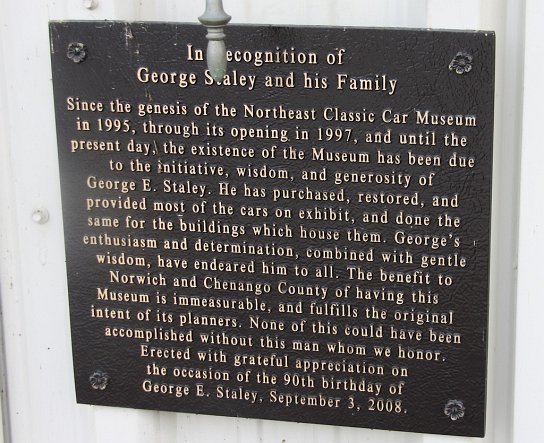 In Recognition of
George Staley and his Family
Since the genesis of the Northeast Classic Car Museum
in 1995, through its opening in 1997, and until the
present day, the existence of the Museum has been due
to the initiative, wisdom, and generosity of
George E. Staley. He has purchased, restored, and
provided most of the cars on exhibit, and done the
same for the buildings which house them. George's
enthusiasm and determination, combined with gentle
wisdom, have endeared him to all. The benefit to
Norwich and Chenango County of having this
Museum is immeasurable, and fulfills the original
intent of its planners. None of this could have been
accomplished without this man whom we honor.
Erected with grateful appreciation on
the occasion of the 90th birthday of
George E. Staley, September 3, 2008.